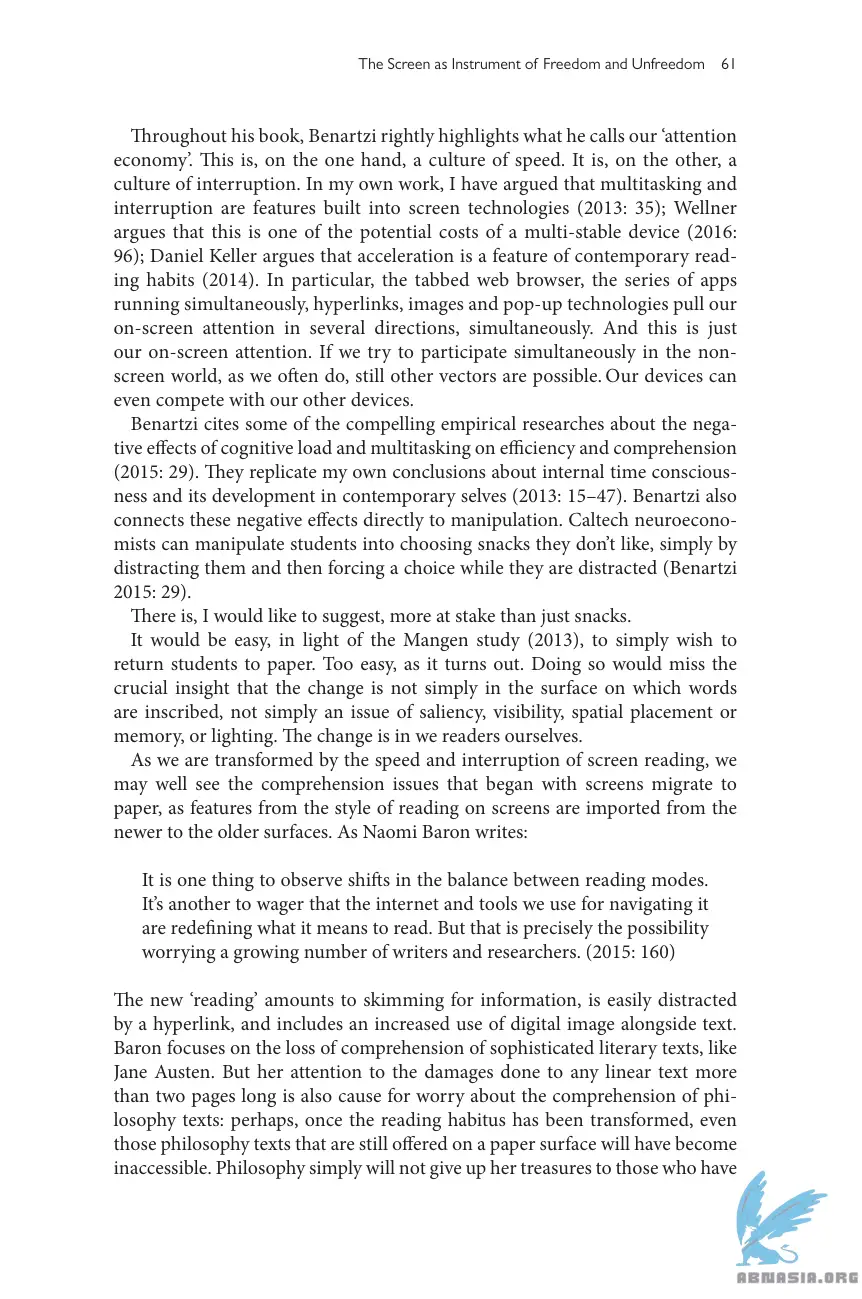 The Screen as Instrument of Freedom and Unfreedom 61
Throughout his book, Benartzi rightly highlights what he calls our ‘attention
economy’. This is, on the one hand, a culture of speed. It is, on the other, a
culture of interruption. In my own work, I have argued that multitasking and
interruption are features built into screen technologies (2013: 35); Wellner
argues that this is one of the potential costs of a multi-stable device (2016:
96); Daniel Keller argues that acceleration is a feature of contemporary read-
ing habits (2014). In particular, the tabbed web browser, the series of apps
running simultaneously, hyperlinks, images and pop-up technologies pull our
on-screen attention in several directions, simultaneously. And this is just
our on-screen attention. If we try to participate simultaneously in the non-
screen world, as we often do, still other vectors are possible. Our devices can
even compete with our other devices.
Benartzi cites some of the compelling empirical researches about the nega-
tive effects of cognitive load and multitasking on efficiency and comprehension
(2015: 29). They replicate my own conclusions about internal time conscious-
ness and its development in contemporary selves (2013: 15–47). Benartzi also
connects these negative effects directly to manipulation. Caltech neuroecono-
mists can manipulate students into choosing snacks they don’t like, simply by
distracting them and then forcing a choice while they are distracted (Benartzi
2015: 29).
There is, I would like to suggest, more at stake than just snacks.
It would be easy, in light of the Mangen study (2013), to simply wish to
return students to paper. Too easy, as it turns out. Doing so would miss the
crucial insight that the change is not simply in the surface on which words
are inscribed, not simply an issue of saliency, visibility, spatial placement or
memory, or lighting. The change is in we readers ourselves.
As we are transformed by the speed and interruption of screen reading, we
may well see the comprehension issues that began with screens migrate to
paper, as features from the style of reading on screens are imported from the
newer to the older surfaces. As Naomi Baron writes:
It is one thing to observe shifts in the balance between reading modes.
It’s another to wager that the internet and tools we use for navigating it
are redefining what it means to read. But that is precisely the possibility
worrying a growing number of writers and researchers. (2015: 160)
The new ‘reading’ amounts to skimming for information, is easily distracted
by a hyperlink, and includes an increased use of digital image alongside text.
Baron focuses on the loss of comprehension of sophisticated literary texts, like
Jane Austen. But her attention to the damages done to any linear text more
than two pages long is also cause for worry about the comprehension of phi-
losophy texts: perhaps, once the reading habitus has been transformed, even
those philosophy texts that are still offered on a paper surface will have become
inaccessible. Philosophy simply will not give up her treasures to those who have
ABNASIA.ORG